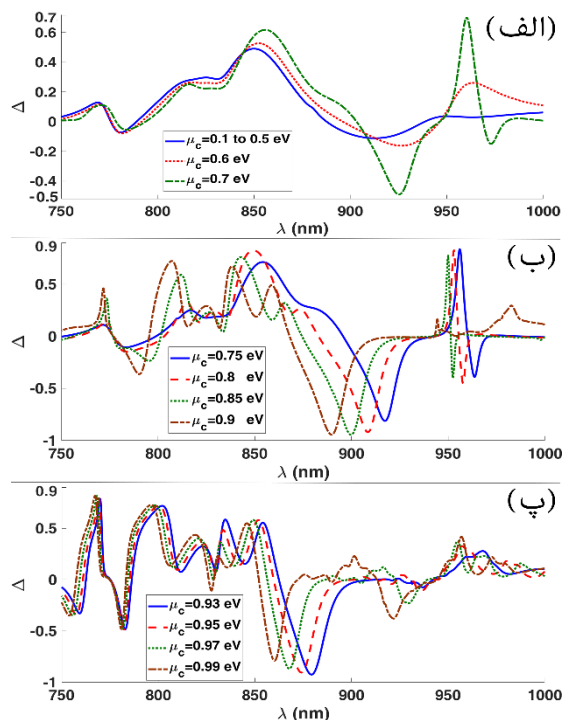 (الف)
Δ
0.7
0.6
0.4
0.2
0
-0.2
-0.4
-0.5
μc=0.1 to 0.5 eV
μc=0.6 eV
μc=0.7 eV
750 800 850 900 950 1000
λ (nm)
(ب)
Δ
0.9
0.5
0
-0.5
-1
μc=0.75 eV
μc=0.8 eV
μc=0.85 eV
μc=0.9 eV
750 800 850 900 950 1000
λ (nm)
(پ)
Δ
0.9
0.5
0
-0.5
-1
μc=0.93 eV
μc=0.95 eV
μc=0.97 eV
μc=0.99 eV
750 800 850 900 950 1000
λ (nm)